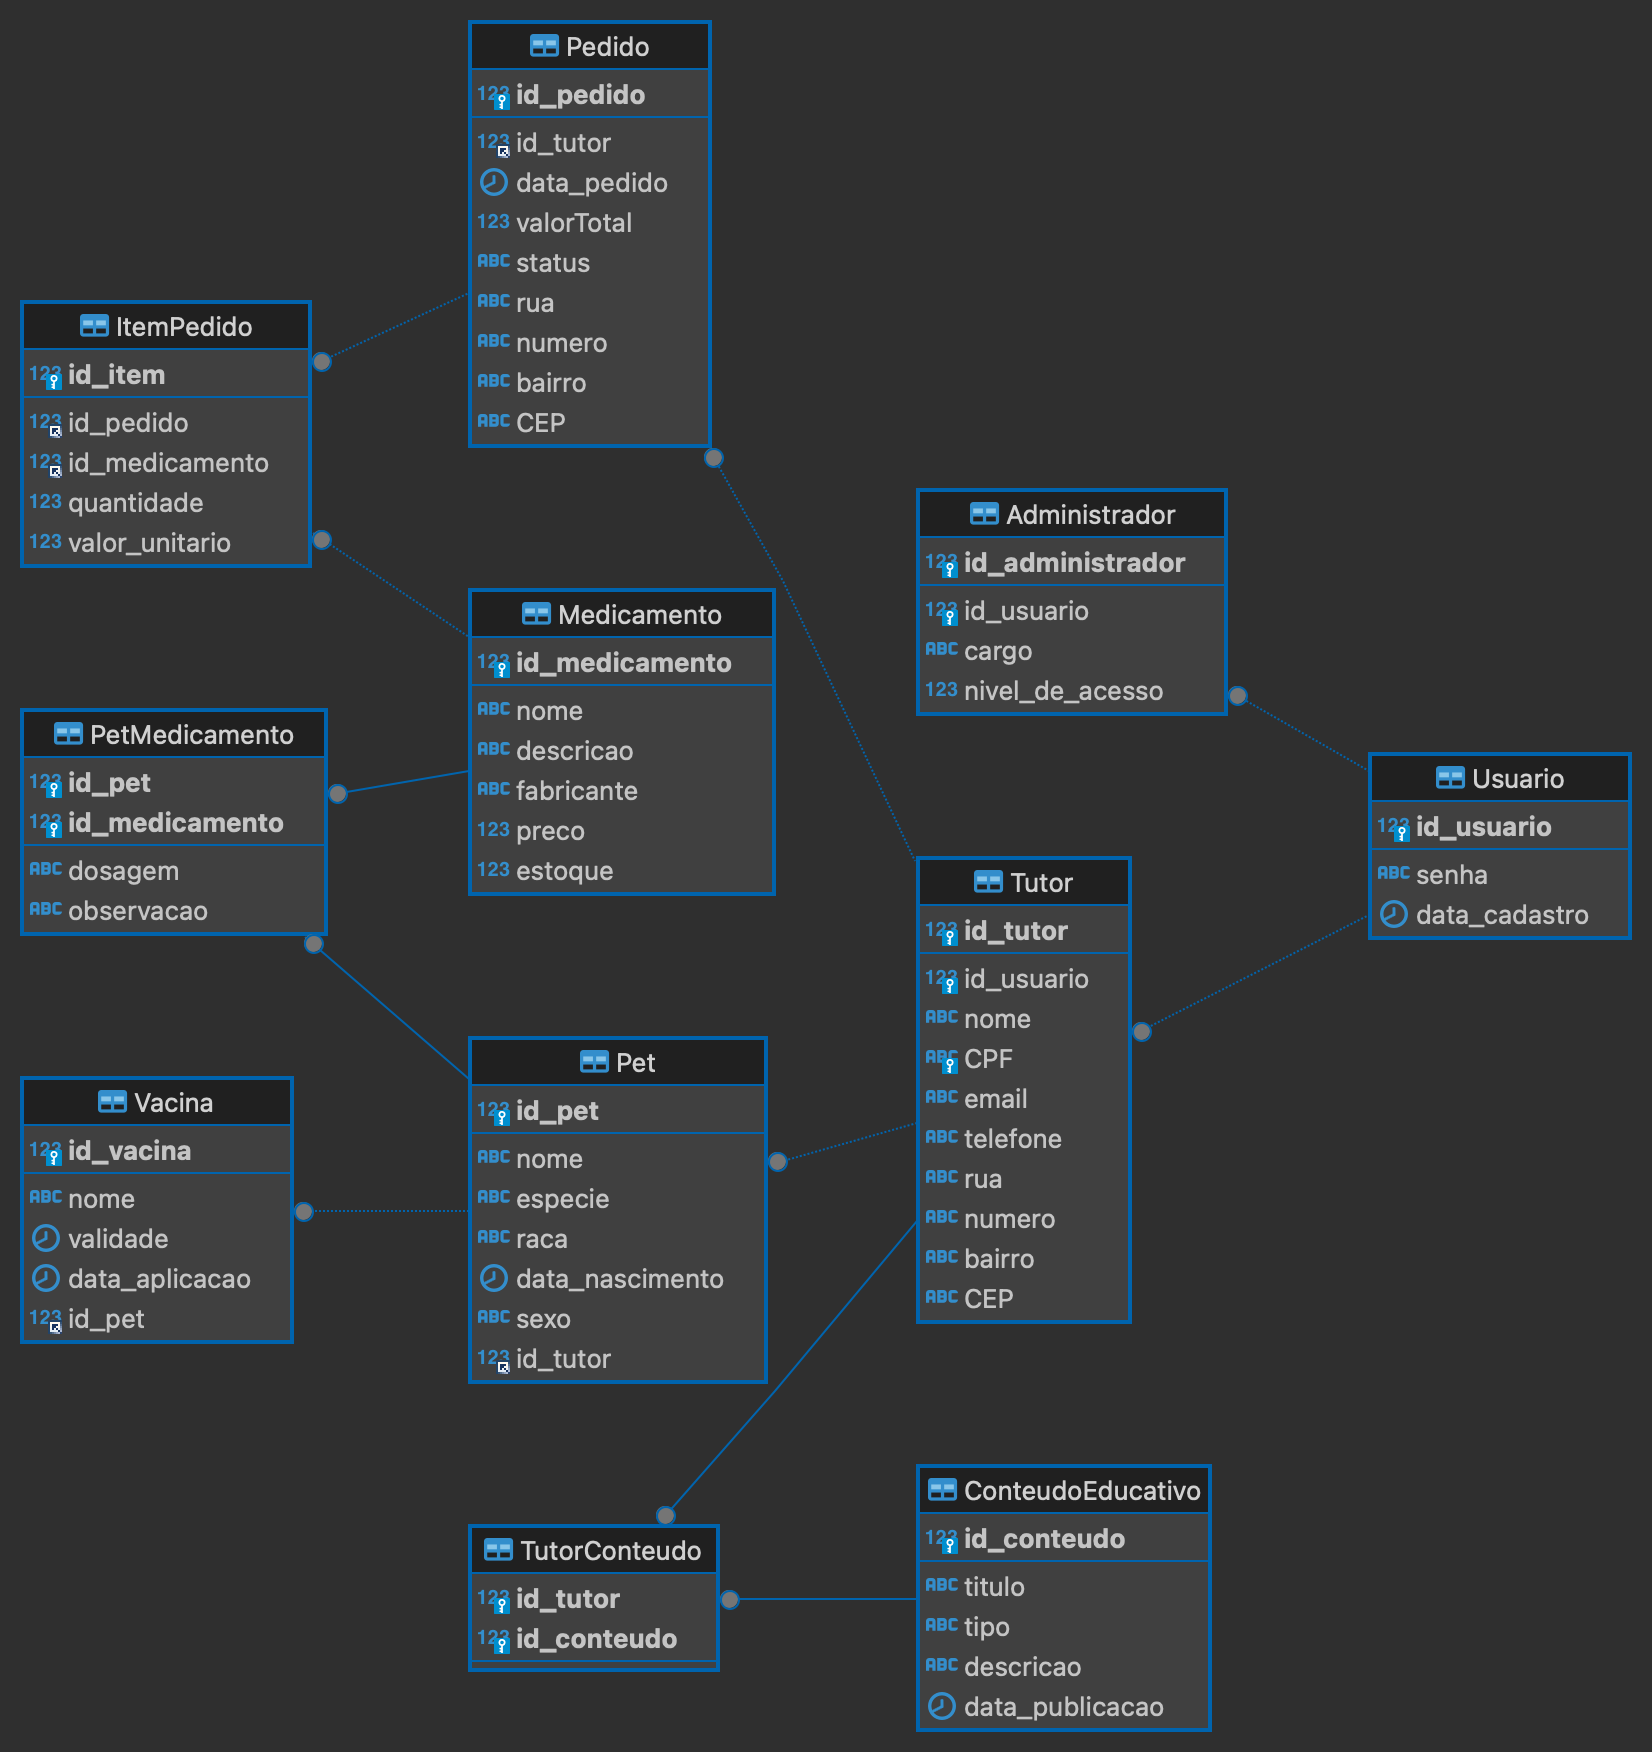 Pedido
123 id_pedido
123 id_tutor
data_pedido
123 valorTotal
ABC status
ABC rua
ABC numero
ABC bairro
ABC CEP
ItemPedido
123 id_item
123 id_pedido
123 id_medicamento
123 quantidade
123 valor_unitario
Administrador
123 id_administrador
123 id_usuario
ABC cargo
123 nivel_de_acesso
Medicamento
123 id_medicamento
ABC nome
ABC descricao
ABC fabricante
123 preco
123 estoque
PetMedicamento
123 id_pet
123 id_medicamento
ABC dosagem
ABC observacao
Usuario
123 id_usuario
ABC senha
data_cadastro
Tutor
123 id_tutor
123 id_usuario
ABC nome
ABC CPF
ABC email
ABC telefone
ABC rua
ABC numero
ABC bairro
ABC CEP
Pet
123 id_pet
ABC nome
ABC especie
ABC raca
data_nascimento
ABC sexo
123 id_tutor
Vacina
123 id_vacina
ABC nome
validade
data_aplicacao
123 id_pet
ConteudoEducativo
123 id_conteudo
ABC titulo
ABC tipo
ABC descricao
data_publicacao
TutorConteudo
123 id_tutor
123 id_conteudo